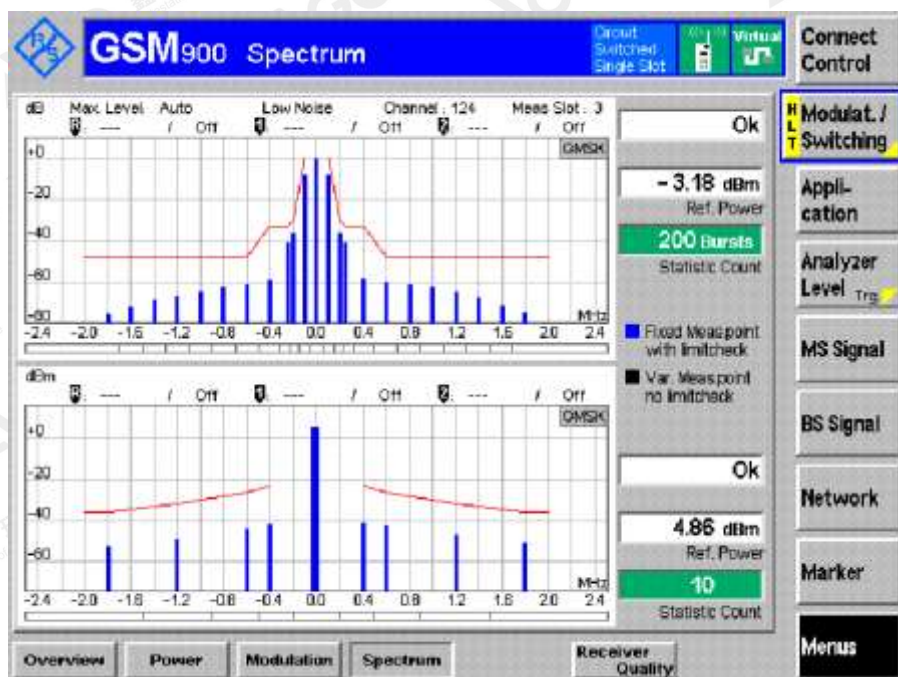 R&S
GSM900 Spectrum
Circuit Switched Single Slot
Virtual
Connect Control
dB Max. Level Auto Low Noise Channel : 124 Meas Slot : 3
R : --- / Off 1 : --- / Off 2 : --- / Off
GMSK
+0
-20
-40
-60
-80
MHz
-2.4 -2.0 -1.6 -1.2 -0.8 -0.4 0.0 0.4 0.8 1.2 1.6 2.0 2.4
Ok
- 3.18 dBm
Ref. Power
200 Bursts
Statistic Count
Fixed Meas.point
with limitcheck
Var. Meas.point
no limitcheck
dBm
R : --- / Off 1 : --- / Off 2 : --- / Off
GMSK
+0
-20
-40
-60
MHz
-2.4 -2.0 -1.6 -1.2 -0.8 -0.4 0.0 0.4 0.8 1.2 1.6 2.0 2.4
Ok
4.86 dBm
Ref. Power
10
Statistic Count
HLT
Modulat. / Switching
Appli-
cation
Analyzer
Level Trg.
MS Signal
BS Signal
Network
Marker
Menus
Overview Power Modulation Spectrum Receiver Quality